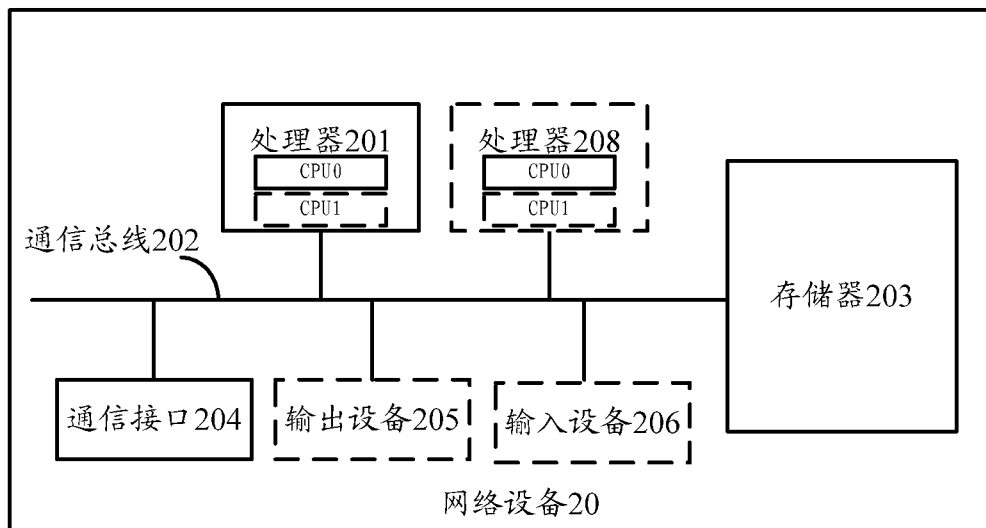 处理器201
CPU0
CPU1
处理器208
CPU0
CPU1
通信总线202
存储器203
通信接口204
输出设备205
输入设备206
网络设备20